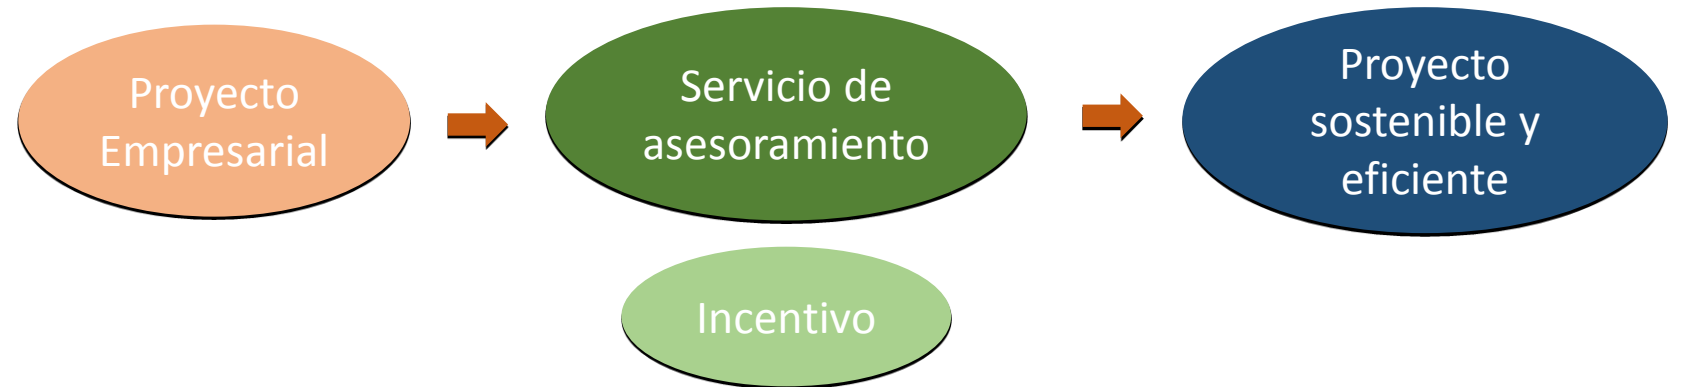 Proyecto
Empresarial
Servicio de
asesoramiento
Proyecto
sostenible y
eficiente
Incentivo